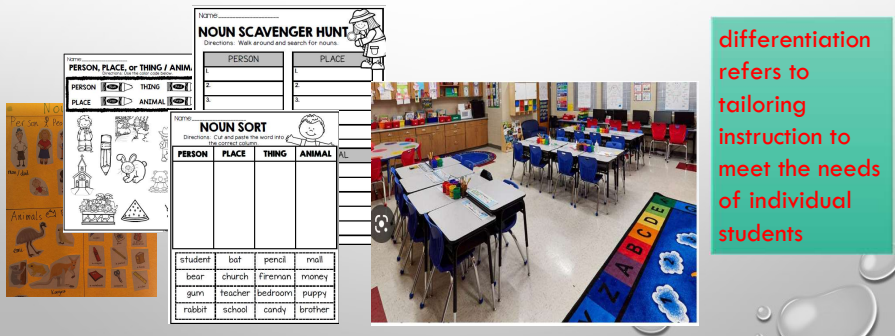 Name:
NOUN SCAVENGER HUNT
Directions: Walk around and search for nouns.
PERSON PLACE
1. 1.
2. 2.
3. 3.
Name:
PERSON, PLACE, or THING / ANIMA
Directions: Use the color code below.
PERSON THING
PLACE ANIMAL
Name:
NOUN SORT
Directions: Cut and paste the word into
the correct column.
PERSON PLACE THING ANIMAL
student bat pencil mall
bear church fireman money
gum teacher bedroom puppy
rabbit school candy brother
AL
Animals
A B C D E
Z Y
differentiation
refers to
tailoring
instruction to
meet the needs
of individual
students